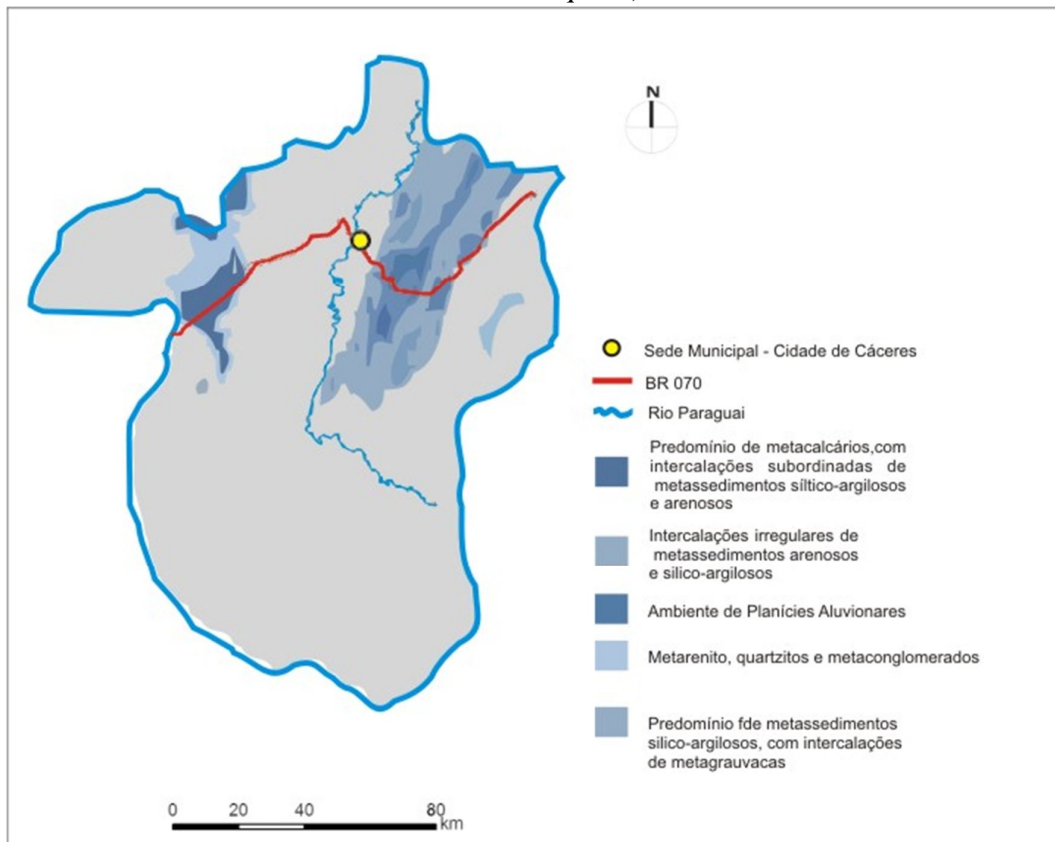 N
Sede Municipal - Cidade de Cáceres
BR 070
Rio Paraguai
Predomínio de metacalcários,com
intercalações subordinadas de
metassedimentos síltico-argilosos
e arenosos
Intercalações irregulares de
metassedimentos arenosos
e silico-argilosos
Ambiente de Planícies Aluvionares
Metarenito, quartzitos e metaconglomerados
Predomínio fde metassedimentos
silico-argilosos, com intercalações
de metagrauvacas
0 20 40 80
km